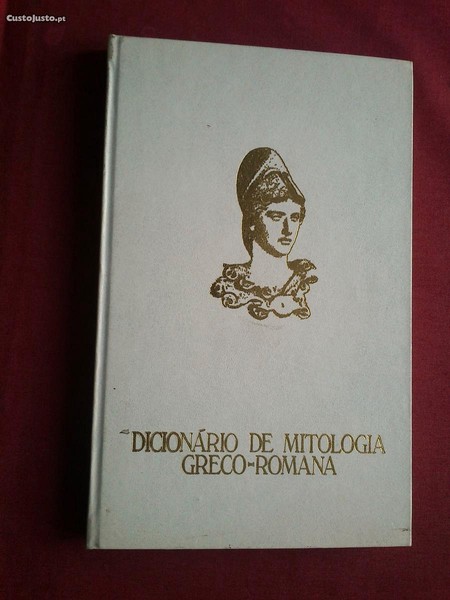 CustoJusto.pt
DICIONÁRIO DE MITOLOGIA
GRECO-ROMANA